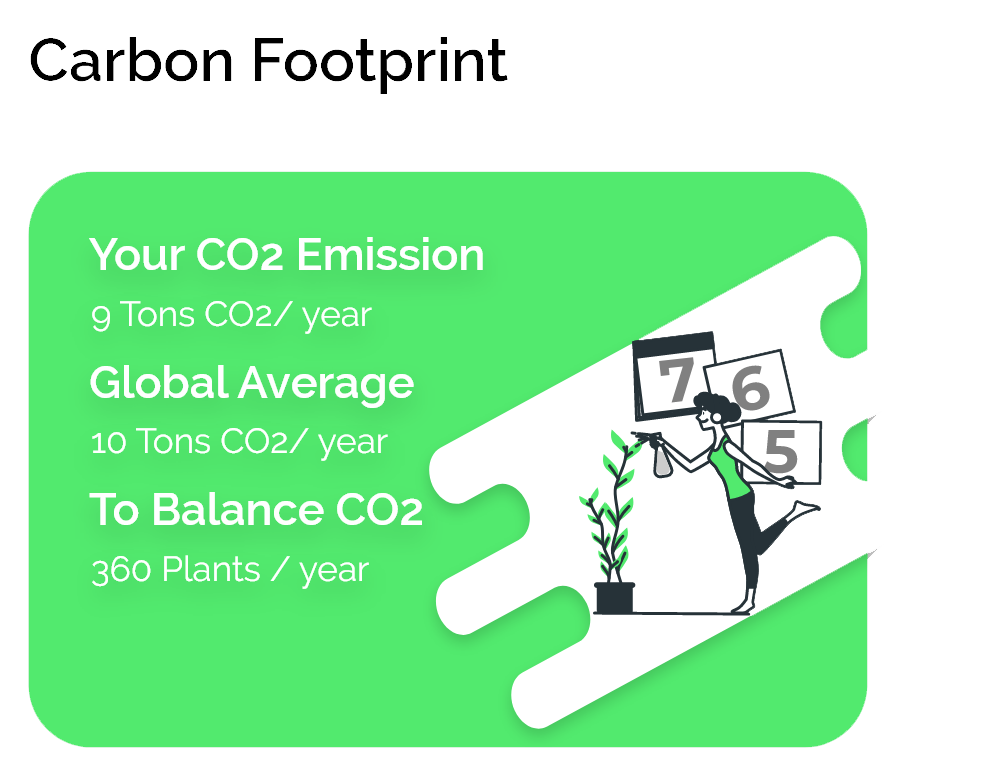 Carbon Footprint
Your CO2 Emission
9 Tons CO2/ year
Global Average
10 Tons CO2/ year
To Balance CO2
360 Plants / year
7
6
5